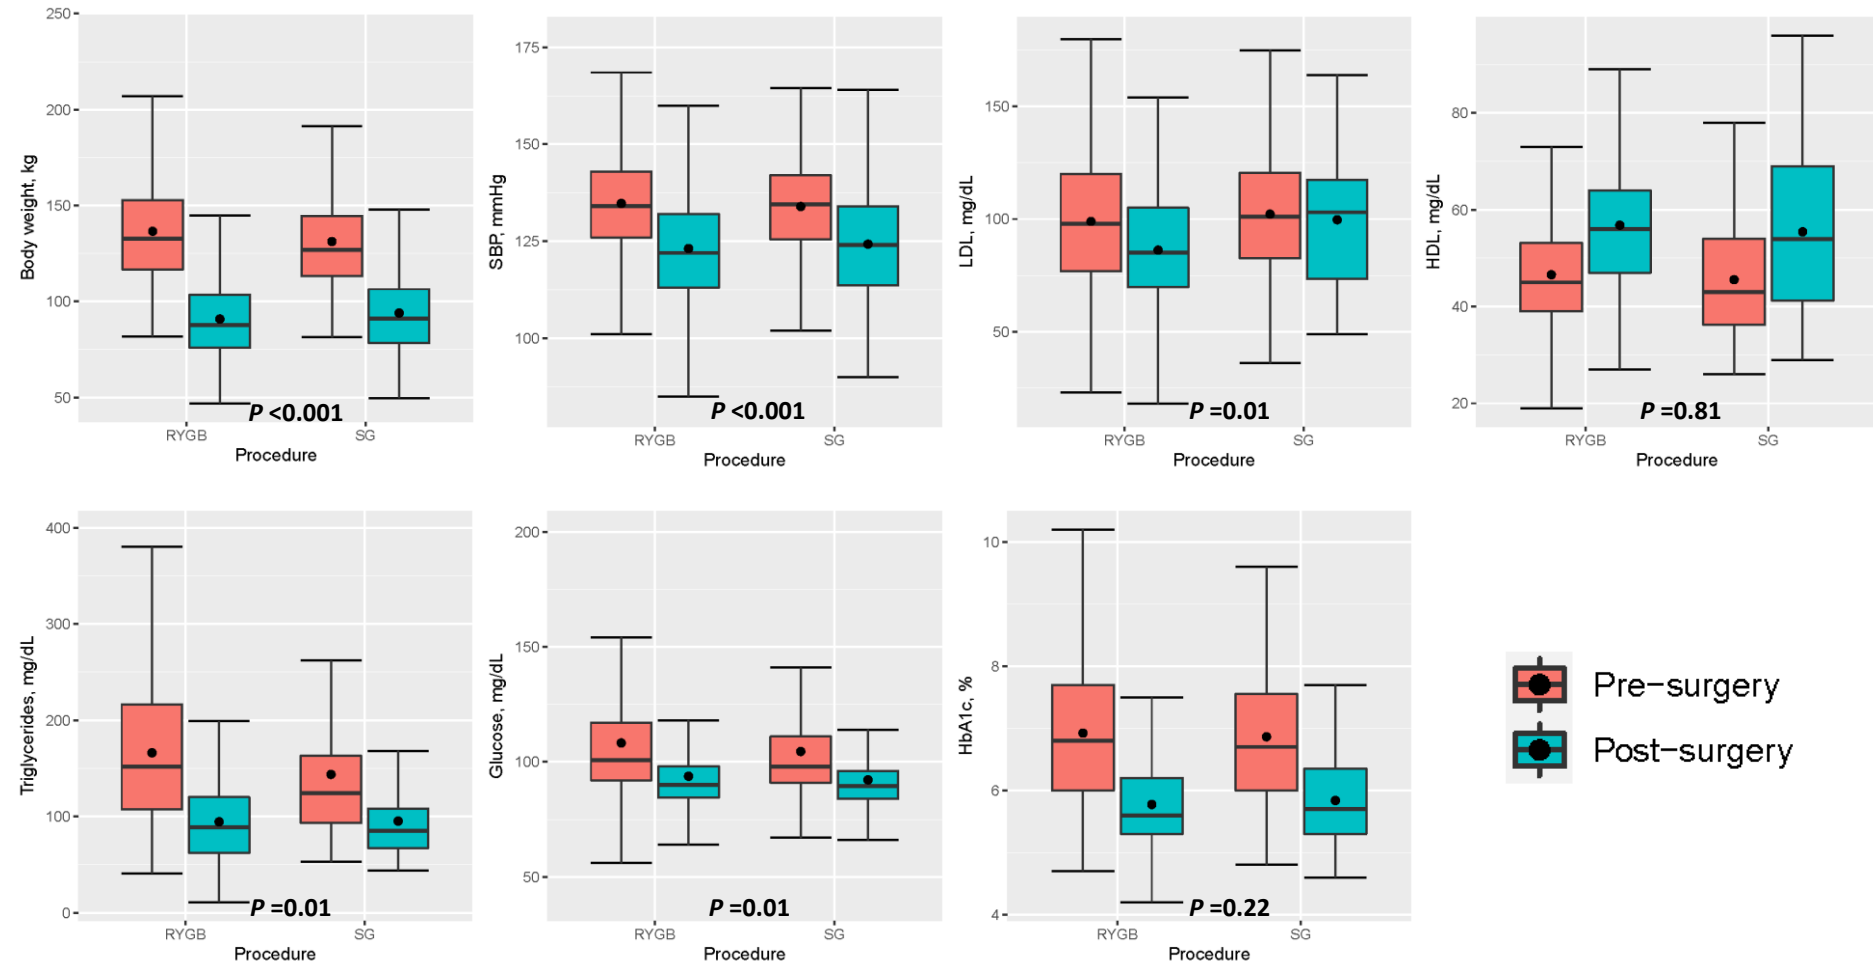 250
200
150
100
50
Body weight, kg
P <0.001
RYGB SG
Procedure
175
150
125
100
SBP, mmHg
P <0.001
RYGB SG
Procedure
150
100
50
LDL, mg/dL
P =0.01
RYGB SG
Procedure
80
60
40
20
HDL, mg/dL
P =0.81
RYGB SG
Procedure
400
300
200
100
0
Triglycerides, mg/dL
P =0.01
RYGB SG
Procedure
200
150
100
50
Glucose, mg/dL
P =0.01
RYGB SG
Procedure
10
8
6
4
HbA1c, %
P =0.22
RYGB SG
Procedure
Pre-surgery
Post-surgery